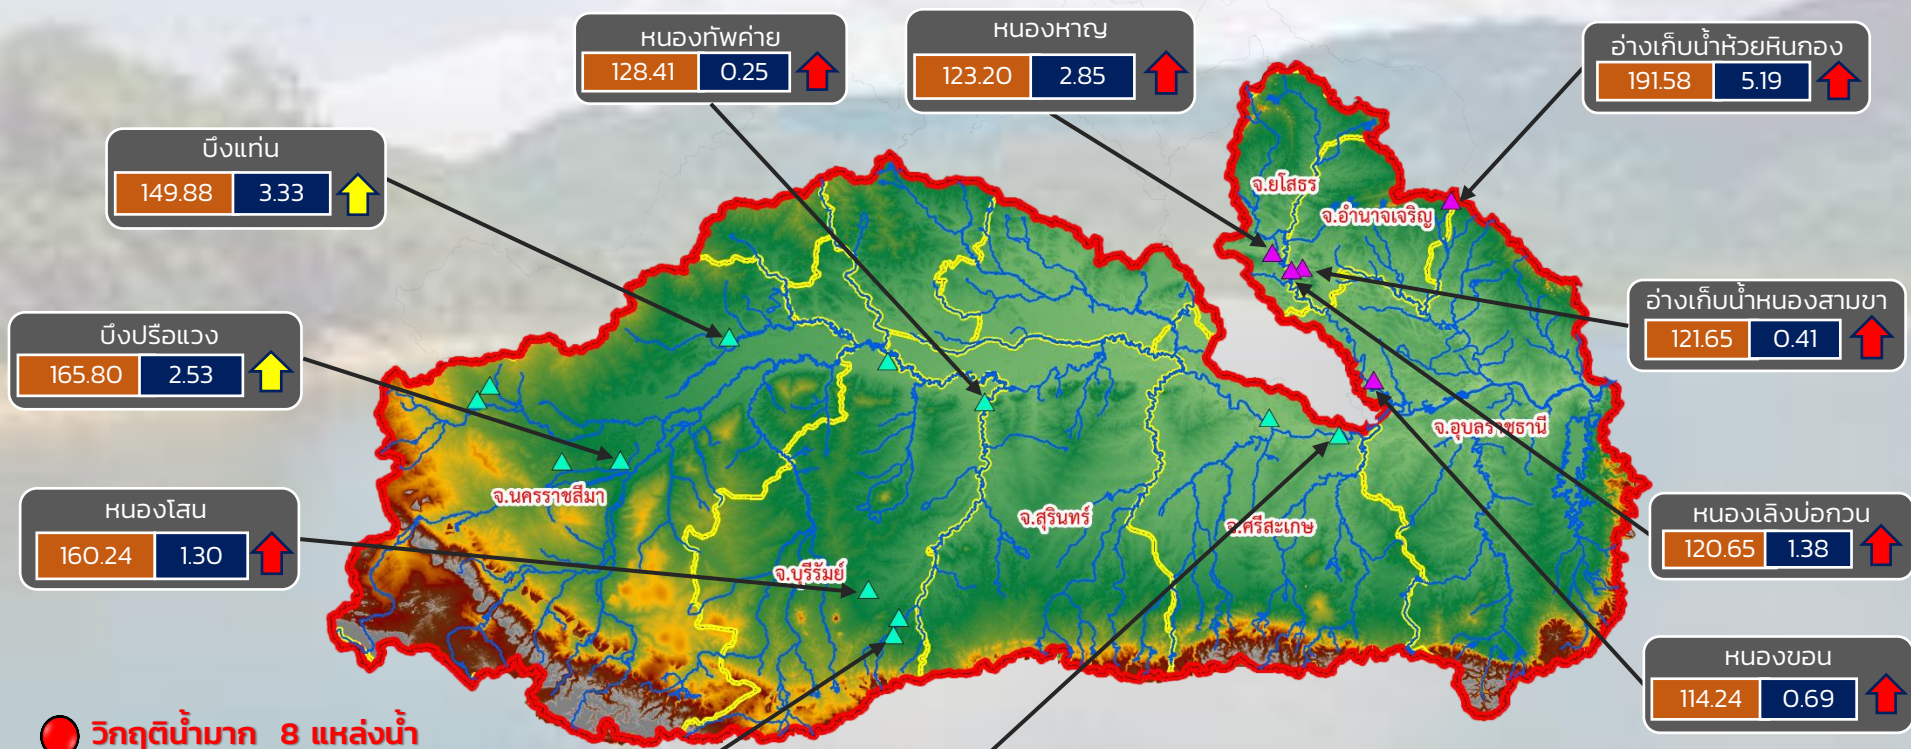 หนองทัพค่าย
128.41 0.25
หนองหาญ
123.20 2.85
อ่างเก็บน้ำห้วยหินกอง
191.58 5.19
บึงแท่น
149.88 3.33
จ.ยโสธร
จ.อำนาจเจริญ
อ่างเก็บน้ำหนองสามขา
121.65 0.41
บึงปรือแวง
165.80 2.53
จ.อุบลราชธานี
จ.นครราชสีมา
จ.สุรินทร์
จ.ศรีสะเกษ
หนองโสน
160.24 1.30
หนองเลิงบ่อกวน
120.65 1.38
จ.บุรีรัมย์
หนองขอน
114.24 0.69
วิกฤติน้ำมาก 8 แหล่งน้ำ